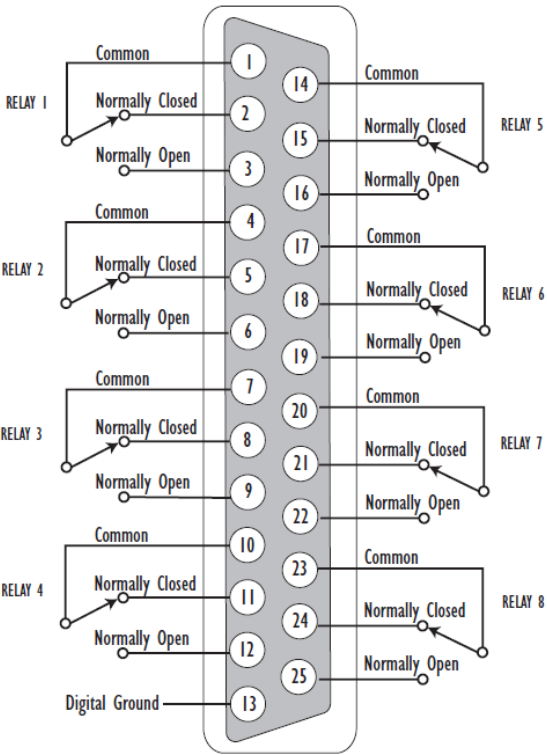 Common
1
RELAY 1
Normally Closed
2
Normally Open
3
Common
4
RELAY 2
Normally Closed
5
Normally Open
6
Common
7
RELAY 3
Normally Closed
8
Normally Open
9
Common
10
RELAY 4
Normally Closed
11
Normally Open
12
Digital Ground
13
14
Common
15
Normally Closed
RELAY 5
16
Normally Open
17
Common
18
Normally Closed
RELAY 6
19
Normally Open
20
Common
21
Normally Closed
RELAY 7
22
Normally Open
23
Common
24
Normally Closed
RELAY 8
25
Normally Open